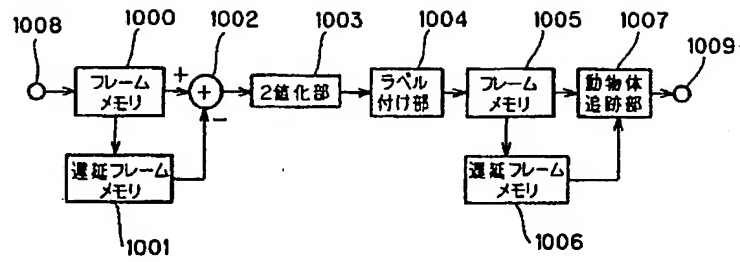 1008
1000
1002
1003
1004
1005
1007
1009
フレーム
メモリ
+
+
−
2値化部
ラベル
付け部
フレーム
メモリ
動物体
追跡部
遅延フレーム
メモリ
1001
遅延フレーム
メモリ
1006